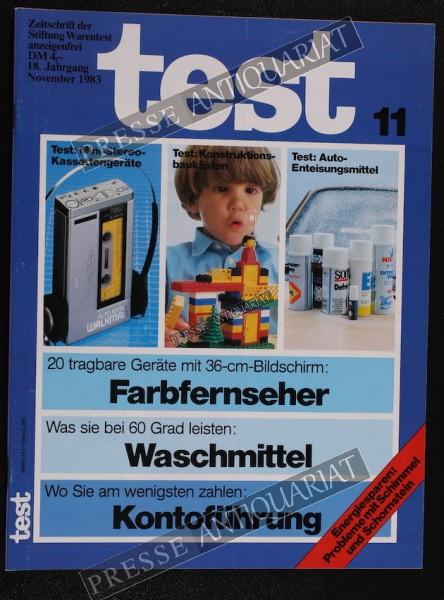 Zeitschrift der
Stiftung Warentest
anzeigenfrei
DM 4,–
18. Jahrgang
November 1983
test
11
Test: Mini-Stereo-
Kassettengeräte
Test: Konstruktions-
baukästen
Test: Auto-
Enteisungsmittel
WALKMAN
20 tragbare Geräte mit 36-cm-Bildschirm:
Farbfernseher
Was sie bei 60 Grad leisten:
Waschmittel
Wo Sie am wenigsten zahlen:
Kontoführung
Energiesparen:
Probleme mit Schimmel
und Schornstein
test
PRESSE ANTIQUARIAT
PRESSE ANTIQUARIAT